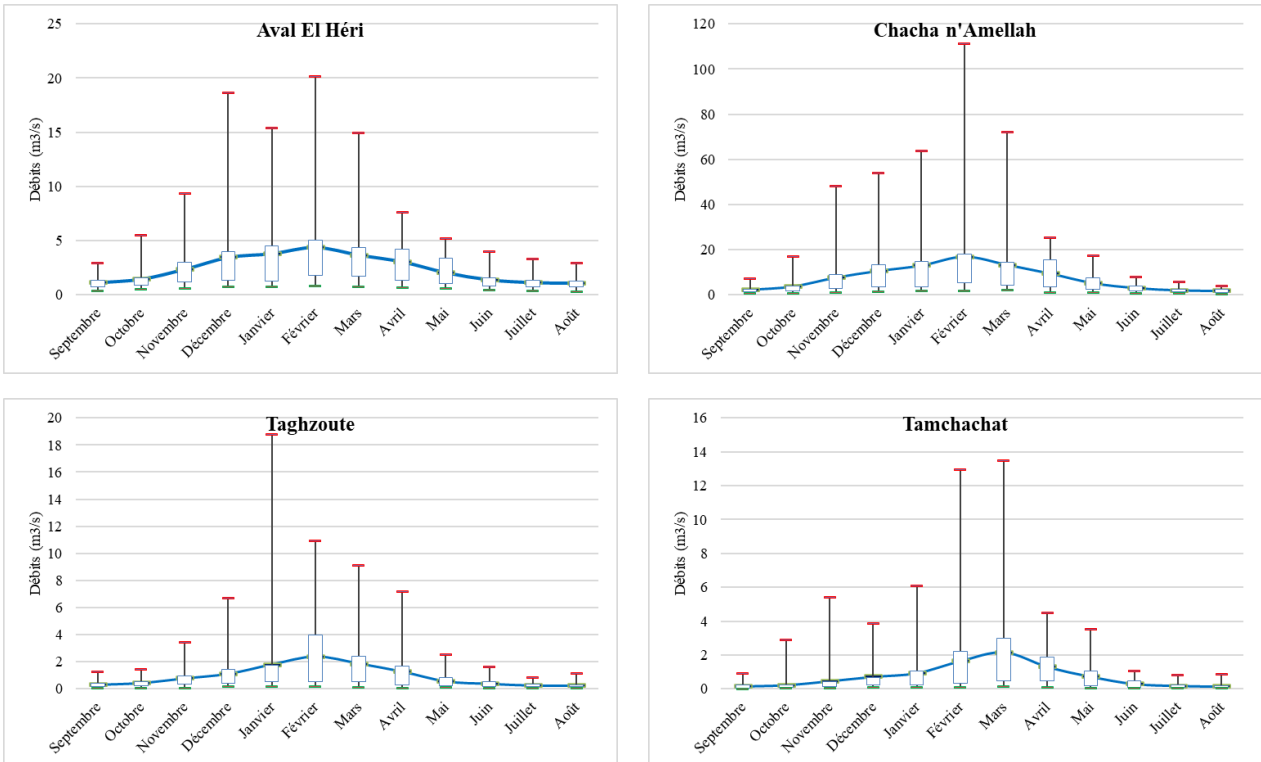 Aval El Héri
Débits (m3/s)
25
20
15
10
5
0
Septembre
Octobre
Novembre
Décembre
Janvier
Février
Mars
Avril
Mai
Juin
Juillet
Août
Chacha n'Amellah
Débits (m3/s)
120
100
80
60
40
20
0
Septembre
Octobre
Novembre
Décembre
Janvier
Février
Mars
Avril
Mai
Juin
Juillet
Août
Taghzoute
Débits (m3/s)
20
18
16
14
12
10
8
6
4
2
0
Septembre
Octobre
Novembre
Décembre
Janvier
Février
Mars
Avril
Mai
Juin
Juillet
Août
Tamchachat
Débits (m3/s)
16
14
12
10
8
6
4
2
0
Septembre
Octobre
Novembre
Décembre
Janvier
Février
Mars
Avril
Mai
Juin
Juillet
Août